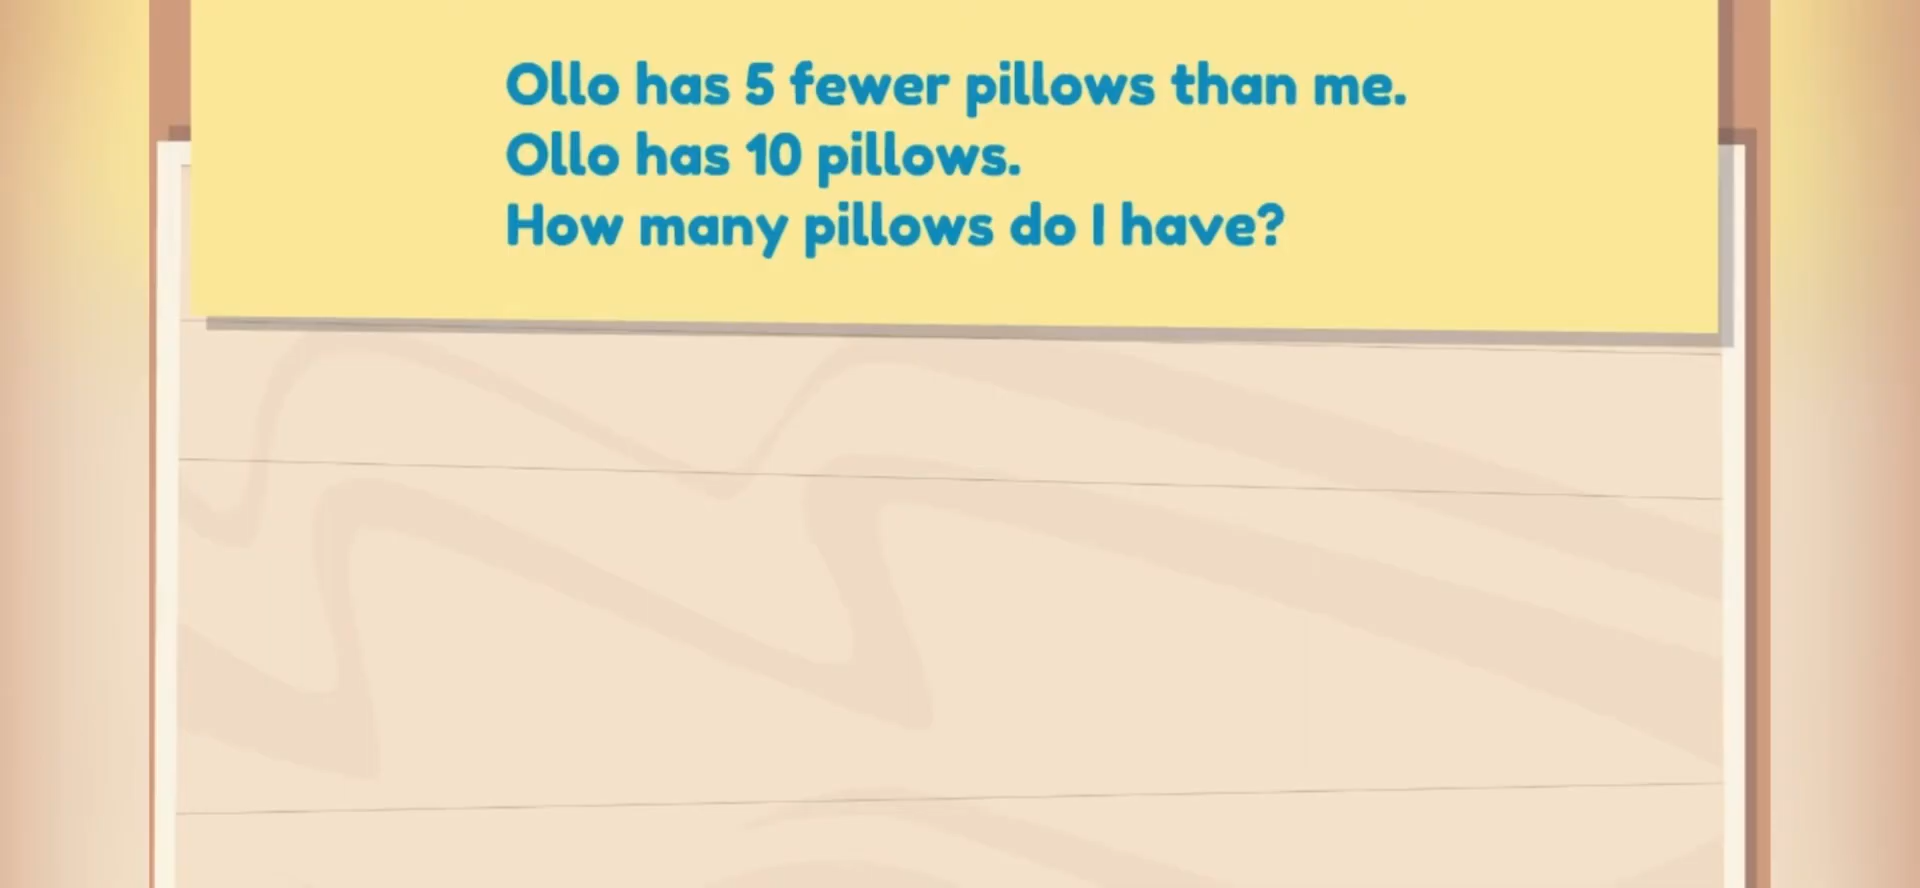 Ollo has 5 fewer pillows than me.
Ollo has 10 pillows.
How many pillows do I have?